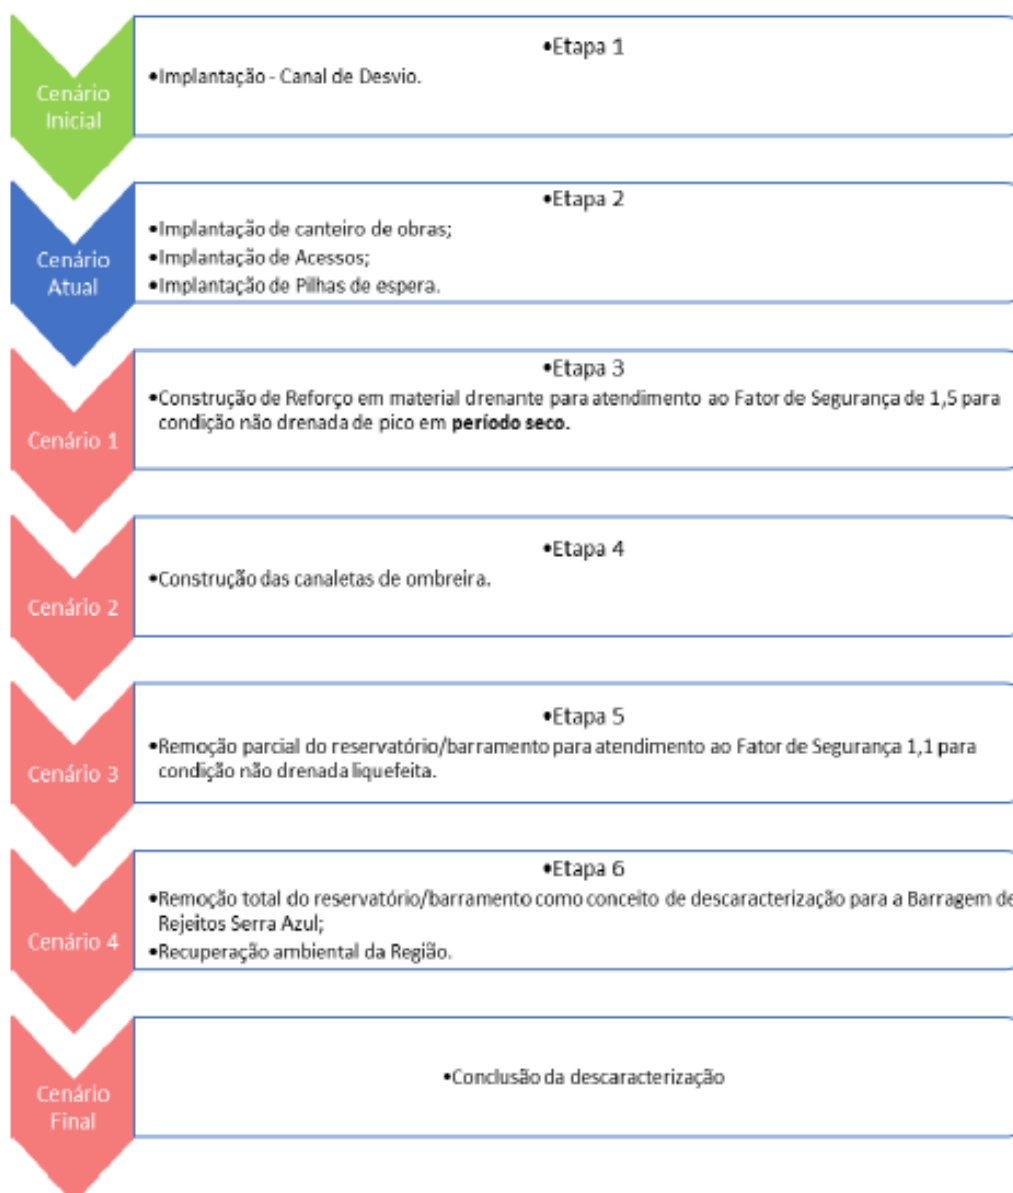 Cenário
Inicial
•Etapa 1
•Implantação - Canal de Desvio.
Cenário
Atual
•Etapa 2
•Implantação de canteiro de obras;
•Implantação de Acessos;
•Implantação de Pilhas de espera.
Cenário 1
•Etapa 3
•Construção de Reforço em material drenante para atendimento ao Fator de Segurança de 1,5 para
condição não drenada de pico em período seco.
Cenário 2
•Etapa 4
•Construção das canaletas de ombreira.
Cenário 3
•Etapa 5
•Remoção parcial do reservatório/barramento para atendimento ao Fator de Segurança 1,1 para
condição não drenada liquefeita.
Cenário 4
•Etapa 6
•Remoção total do reservatório/barramento como conceito de descaracterização para a Barragem de
Rejeitos Serra Azul;
•Recuperação ambiental da Região.
Cenário
Final
•Conclusão da descaracterização